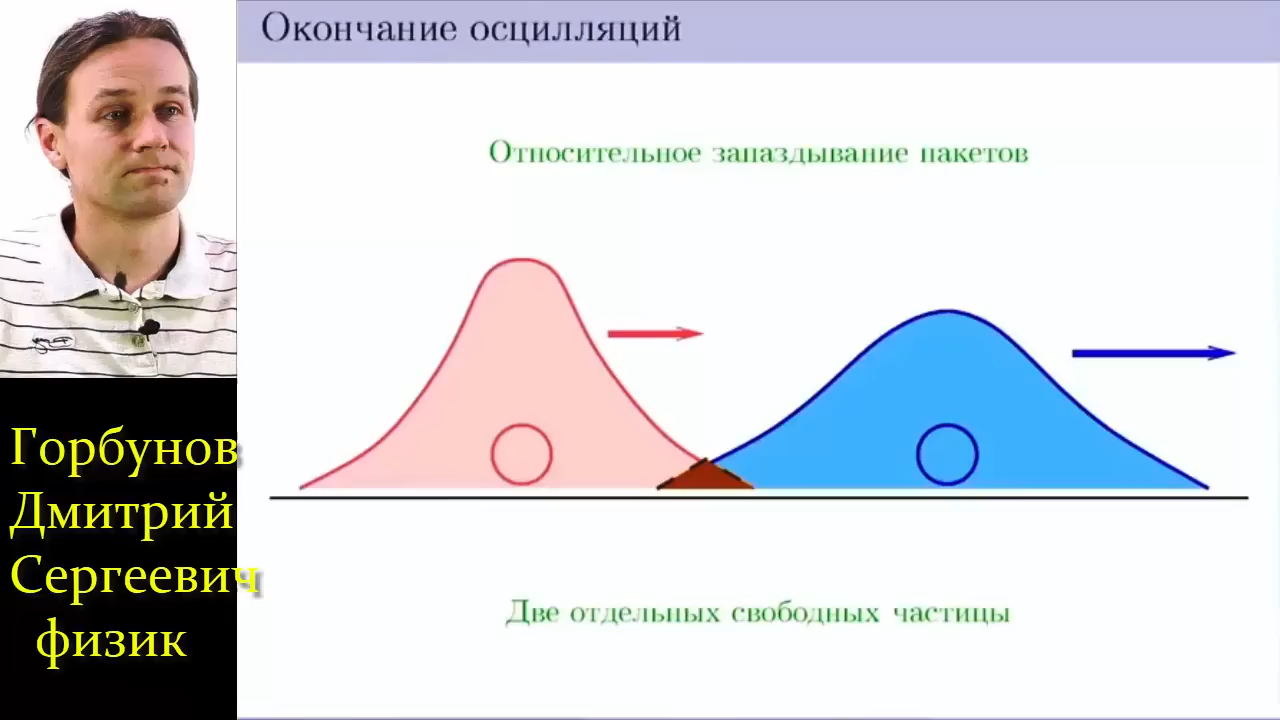 Окончание осцилляций
Относительное запаздывание пакетов
Две отдельных свободных частицы
Горбунов
Дмитрий
Сергеевич
физик